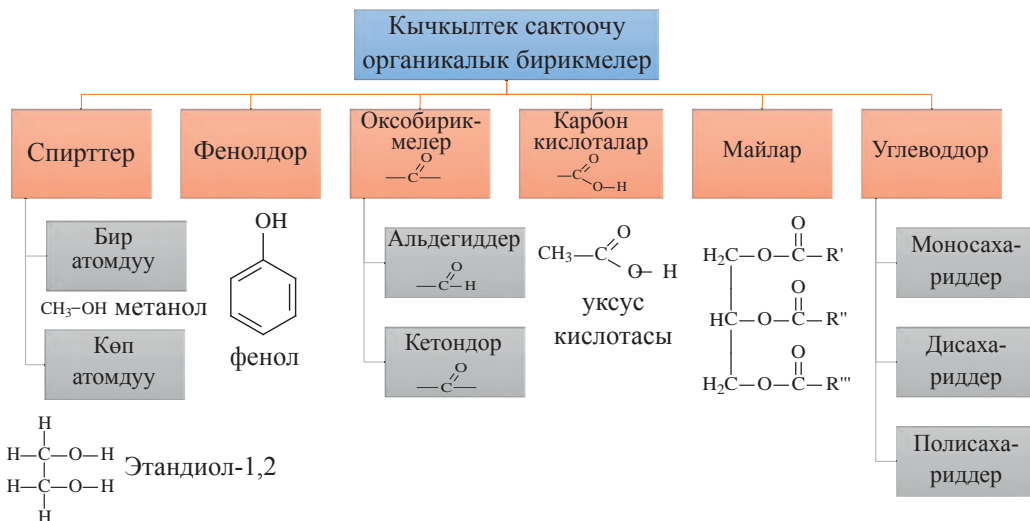 Кычкылтек сактоочу
органикалык бирикмелер
Спирттер
Фенолдор
Оксобирик-
мелер
O
—C—
Карбон
кислоталар
O
—C
O—H
Майлар
Углеводдор
Бир
атомдуу
CH₃–OH метанол
Көп
атомдуу
H
H—C—O—H
H—C—O—H
H
Этандиол-1,2
OH
фенол
Альдегиддер
O
—C—H
Кетондор
O
—C—
O
CH₃—C
O— H
уксус
кислотасы
O
H₂C—O—C—R'
O
HC—O—C—R''
O
H₂C—O—C—R'''
Моносаха-
риддер
Дисаха-
риддер
Полисаха-
риддер